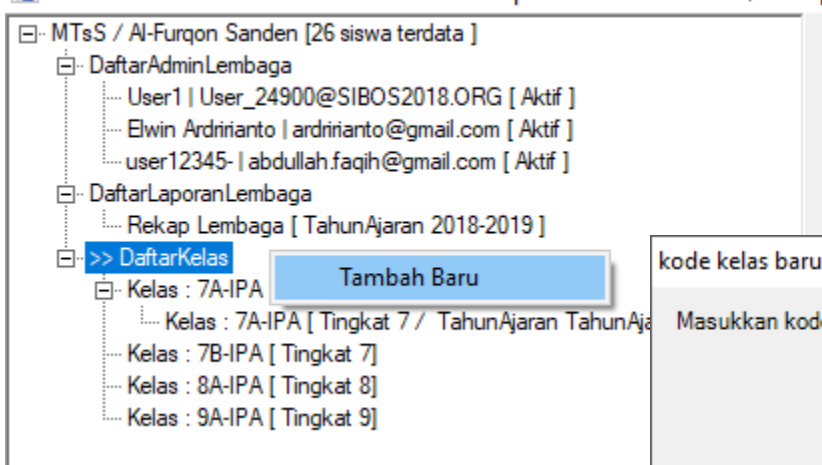 MTsS / Al-Furqon Sanden [26 siswa terdata ]
DaftarAdminLembaga
User1 | User_24900@SIBOS2018.ORG [ Aktif ]
Elwin Ardririanto | ardririanto@gmail.com [ Aktif ]
user12345- | abdullah.faqih@gmail.com [ Aktif ]
DaftarLaporanLembaga
Rekap Lembaga [ TahunAjaran 2018-2019 ]
>> DaftarKelas
Tambah Baru
kode kelas baru
Kelas : 7A-IPA
Kelas : 7A-IPA [ Tingkat 7 / TahunAjaran TahunAja
Masukkan kod
Kelas : 7B-IPA [ Tingkat 7]
Kelas : 8A-IPA [ Tingkat 8]
Kelas : 9A-IPA [ Tingkat 9]